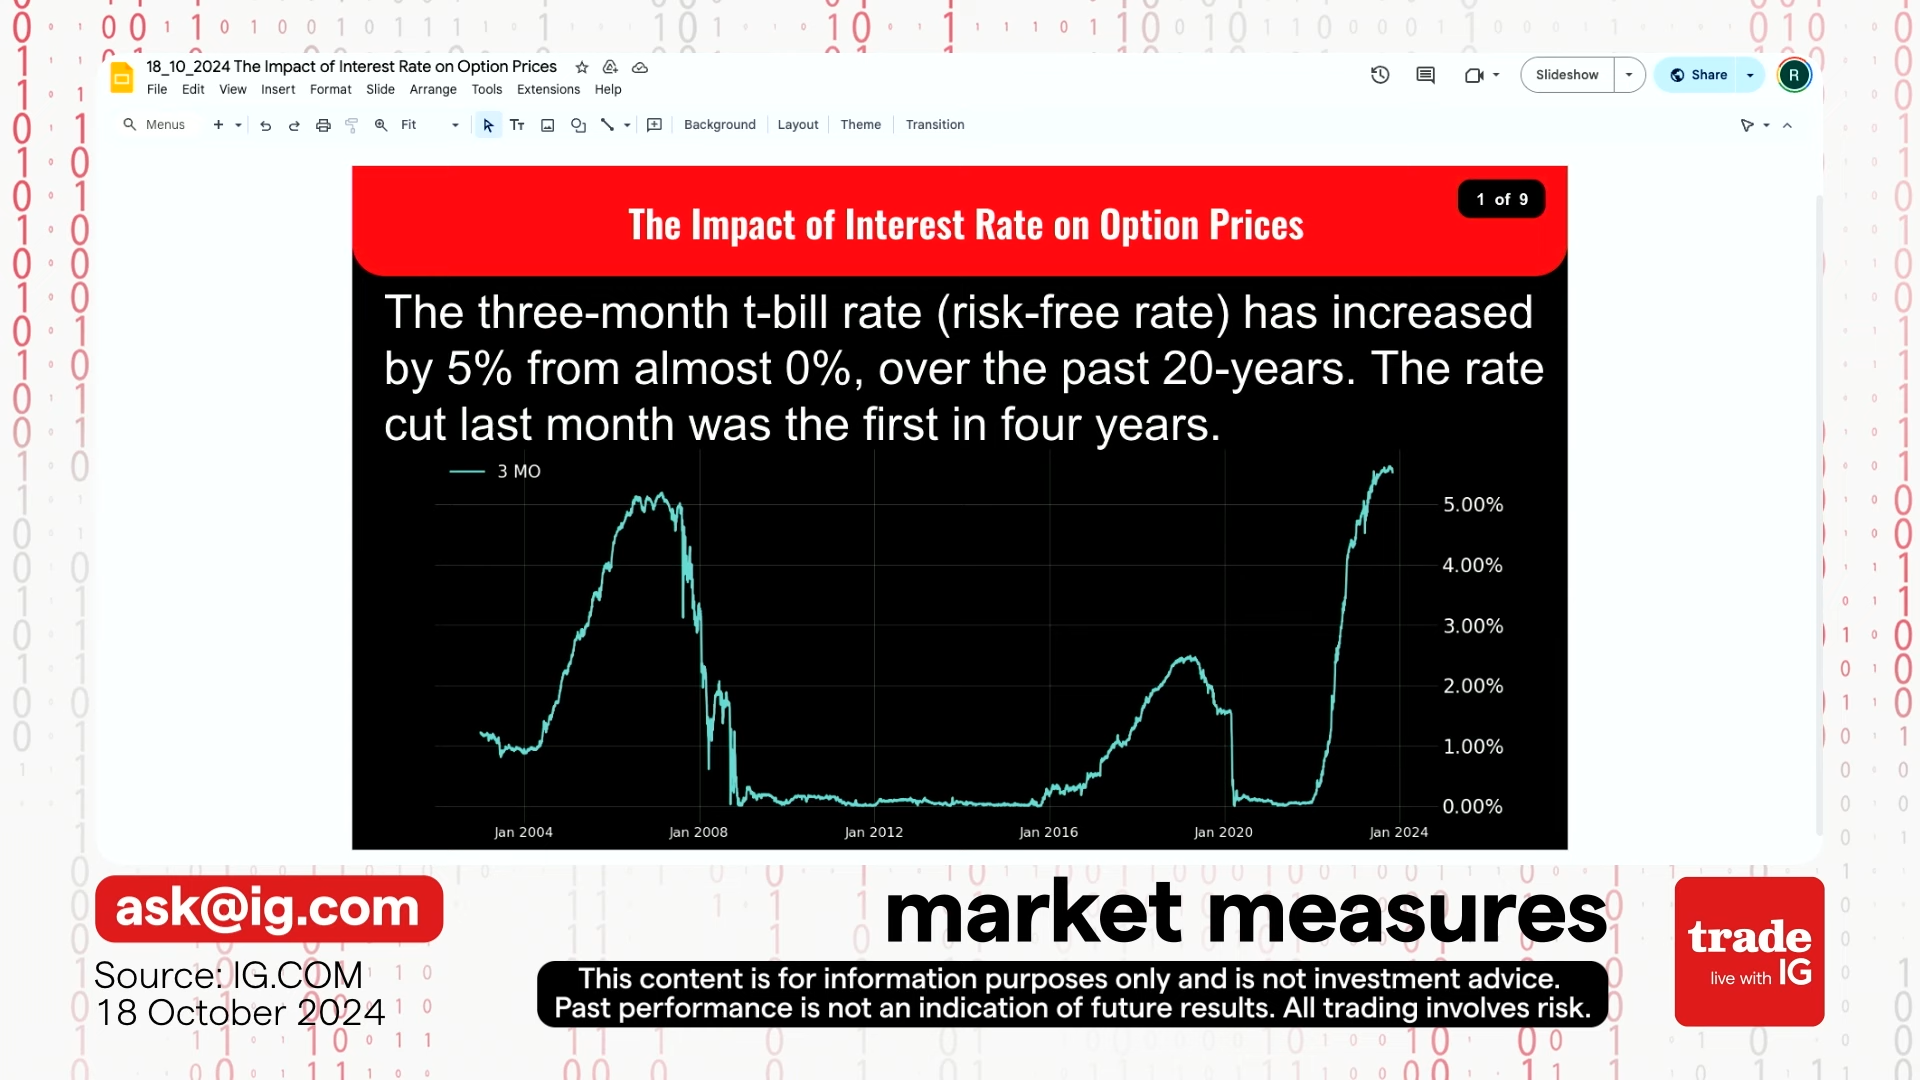 18_10_2024 The Impact of Interest Rate on Option Prices
File Edit View Insert Format Slide Arrange Tools Extensions Help
Slideshow
Share
R
Menus
Fit
Background
Layout
Theme
Transition
The Impact of Interest Rate on Option Prices
1 of 9
The three-month t-bill rate (risk-free rate) has increased
by 5% from almost 0%, over the past 20-years. The rate
cut last month was the first in four years.
3 MO
5.00%
4.00%
3.00%
2.00%
1.00%
0.00%
Jan 2004 Jan 2008 Jan 2012 Jan 2016 Jan 2020 Jan 2024
ask@ig.com
Source: IG.COM
18 October 2024
market measures
This content is for information purposes only and is not investment advice.
Past performance is not an indication of future results. All trading involves risk.
trade
live with IG